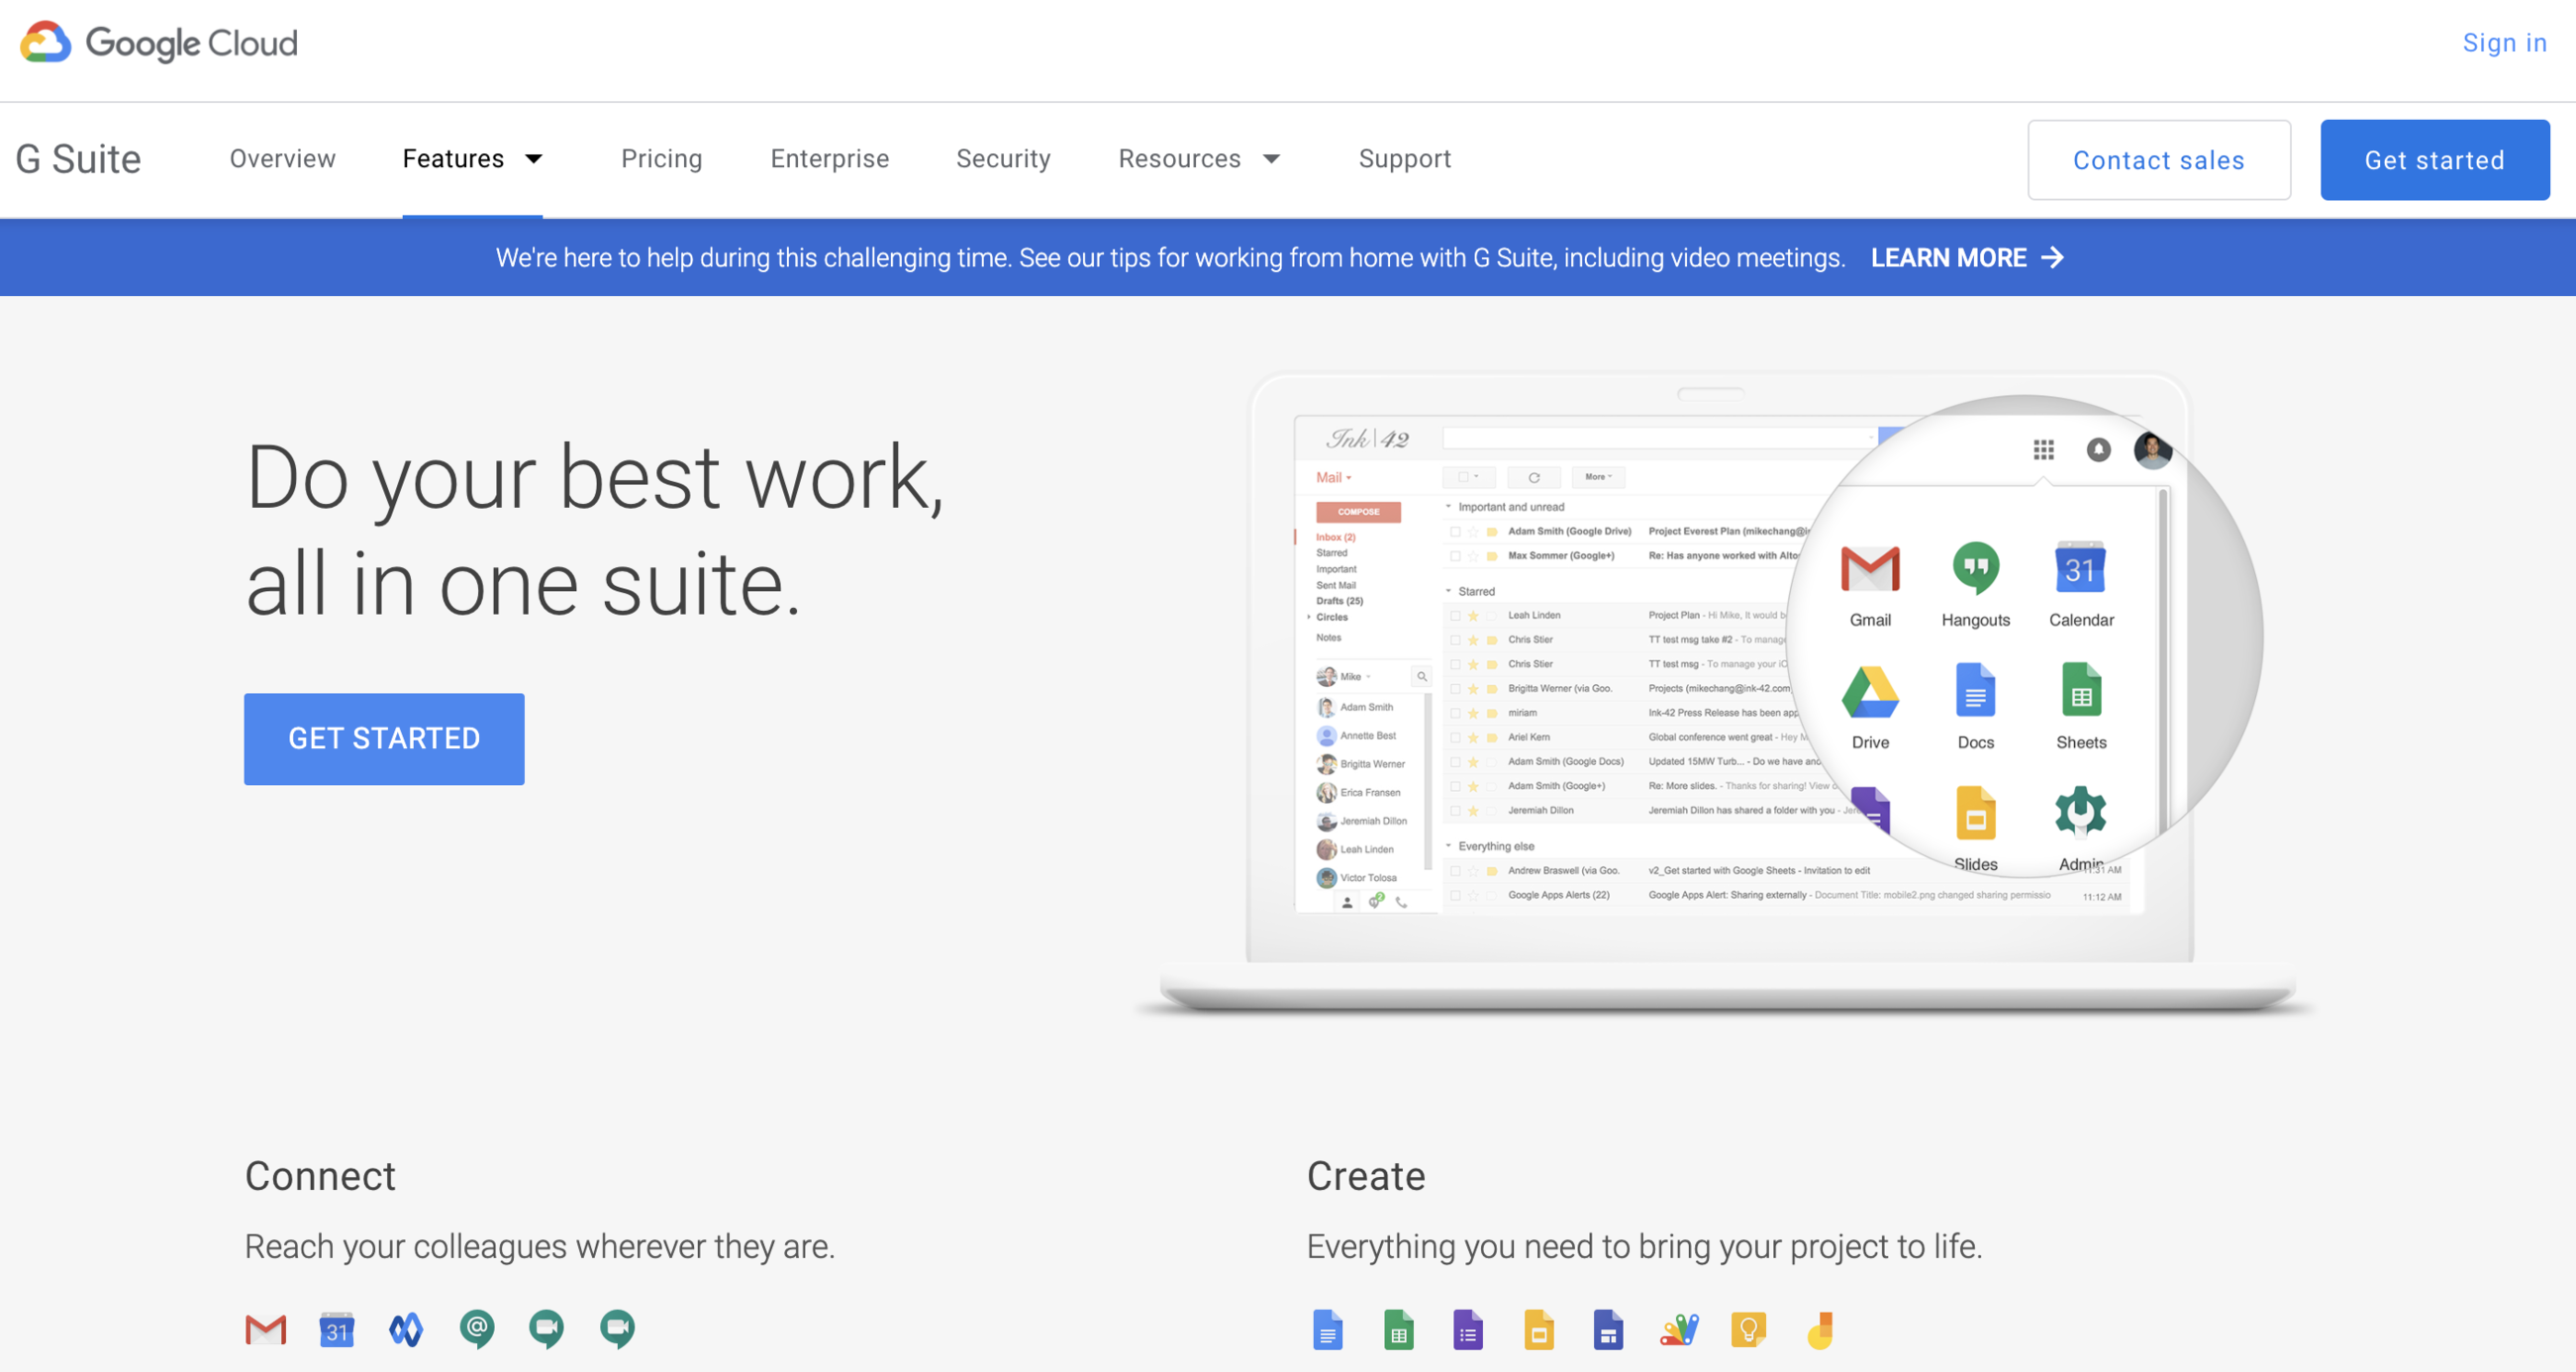 Google Cloud
Sign in
G Suite Overview Features Pricing Enterprise Security Resources Support Contact sales Get started
We're here to help during this challenging time. See our tips for working from home with G Suite, including video meetings. LEARN MORE →
Do your best work,
all in one suite.
GET STARTED
Ink|42
Mail
More
COMPOSE
Inbox (2)
Starred
Important
Sent Mail
Drafts (25)
Circles
Notes
Mike
Adam Smith
Annette Best
Brigitta Werner
Erica Fransen
Jeremiah Dillon
Leah Linden
Victor Tolosa
2
Important and unread
Adam Smith (Google Drive) Project Everest Plan (mikechang@i
Max Sommer (Google+) Re: Has anyone worked with Alto
Starred
Leah Linden Project Plan - Hi Mike, It would b
Chris Stier TT test msg take #2 - To manage
Chris Stier TT test msg - To manage your iC
Brigitta Werner (via Goo. Projects (mikechang@ink-42.com
miriam Ink-42 Press Release has been app
Ariel Kern Global conference went great - Hey M
Adam Smith (Google Docs) Updated 15MW Turb... - Do we have and
Adam Smith (Google+) Re: More slides. - Thanks for sharing! View
Jeremiah Dillon Jeremiah Dillon has shared a folder with you - Jer
Everything else
Andrew Braswell (via Goo. v2_Get started with Google Sheets - Invitation to edit 11:31 AM
Google Apps Alerts (22) Google Apps Alert: Sharing externally - Document Title: mobile2.png changed sharing permissio 11:12 AM
31
Gmail Hangouts Calendar
Drive Docs Sheets
Slides Admin
Connect
Reach your colleagues wherever they are.
31 @
Create
Everything you need to bring your project to life.